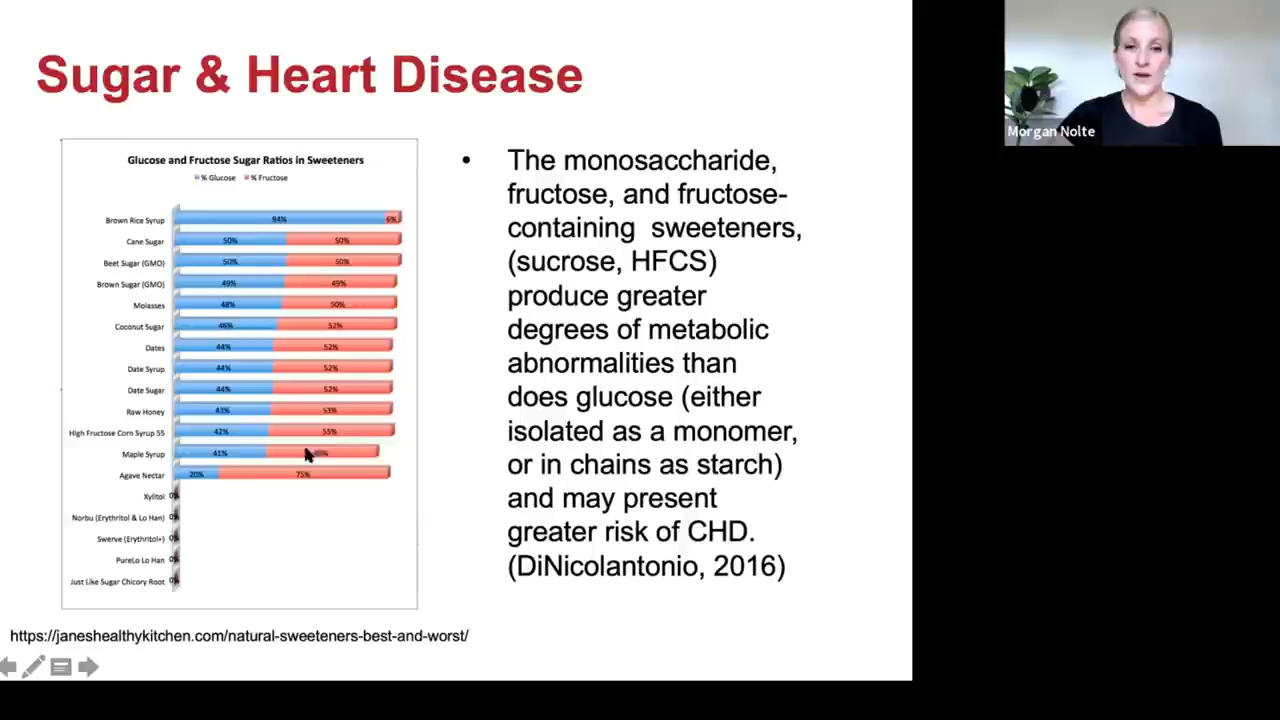 Sugar & Heart Disease
Morgan Nolte
Glucose and Fructose Sugar Ratios in Sweeteners
% Glucose % Fructose
Brown Rice Syrup 94% 6%
Cane Sugar 50% 50%
Beet Sugar (GMO) 50% 50%
Brown Sugar (GMO) 49% 49%
Molasses 48% 50%
Coconut Sugar 46% 52%
Dates 44% 52%
Date Syrup 44% 52%
Date Sugar 44% 52%
Raw Honey 43% 53%
High Fructose Corn Syrup 55 42% 55%
Maple Syrup 41%
Agave Nectar 20% 75%
Xylitol
Norbu (Erythritol & Lo Han)
Swerve (Erythritol+)
PureLo Lo Han
Just Like Sugar Chicory Root
• The monosaccharide,
fructose, and fructose-
containing sweeteners,
(sucrose, HFCS)
produce greater
degrees of metabolic
abnormalities than
does glucose (either
isolated as a monomer,
or in chains as starch)
and may present
greater risk of CHD.
(DiNicolantonio, 2016)
https://janeshealthykitchen.com/natural-sweeteners-best-and-worst/